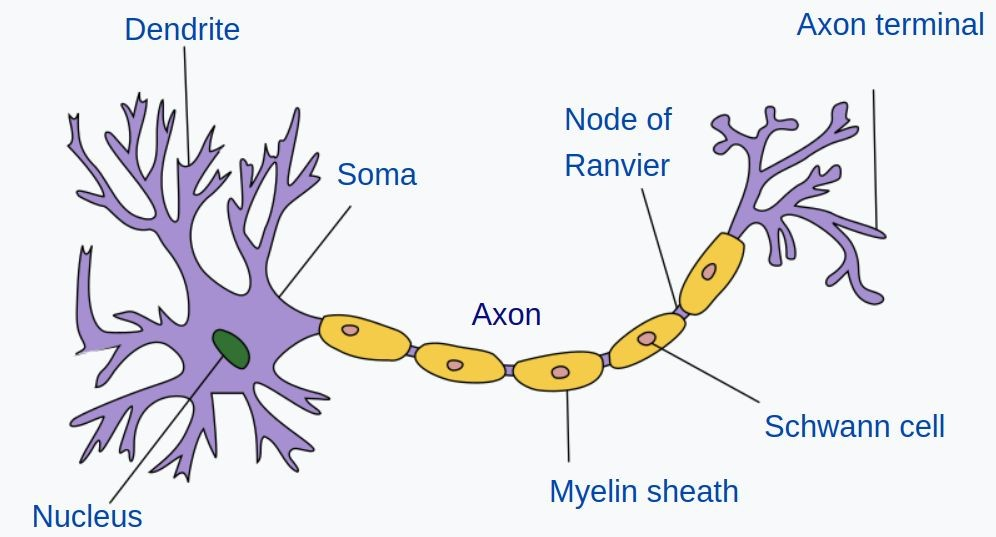 Dendrite
Axon terminal
Node of
Ranvier
Soma
Axon
Schwann cell
Myelin sheath
Nucleus